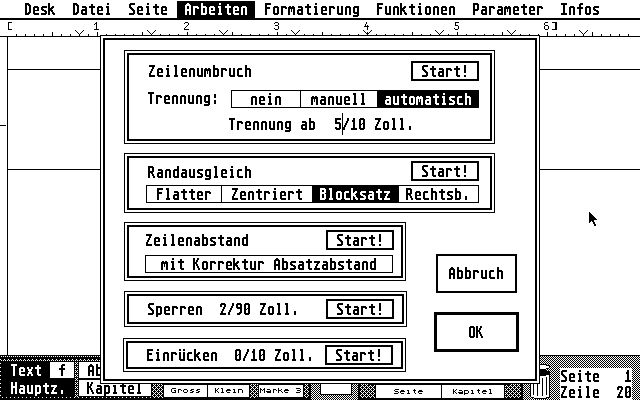 Desk Datei Seite Arbeiten Formatierung Funktionen Parameter Infos
[ 1 2 3 4 5 6]
Zeilenumbruch Start!
Trennung: nein manuell automatisch
Trennung ab 5/10 Zoll.
Randausgleich Start!
Flatter Zentriert Blocksatz Rechtsb.
Zeilenabstand Start!
mit Korrektur Absatzabstand
Abbruch
Sperren 2/90 Zoll. Start!
OK
Einrücken 0/10 Zoll. Start!
Text f Ab
Seite 1
Hauptz. Kapitel Gross Klein Marke 3 Seite Kapitel
Zeile 20